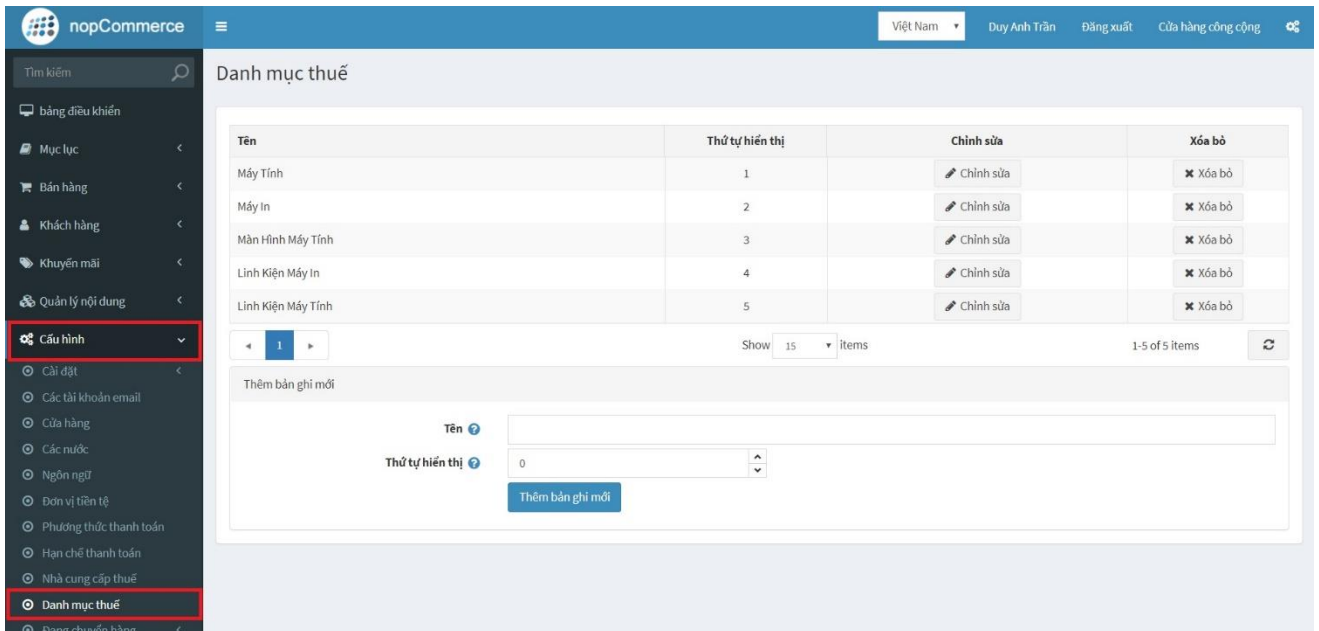 nopCommerce
Việt Nam Duy Anh Trần Đăng xuất Cửa hàng công cộng
Tìm kiếm
Danh mục thuế
bảng điều khiển
Mục lục
Bán hàng
Khách hàng
Khuyến mãi
Quản lý nội dung
Cấu hình
Cài đặt
Các tài khoản email
Cửa hàng
Các nước
Ngôn ngữ
Đơn vị tiền tệ
Phương thức thanh toán
Hạn chế thanh toán
Nhà cung cấp thuế
Danh mục thuế
Đang chuyển hàng
Tên Thứ tự hiển thị Chỉnh sửa Xóa bỏ
Máy Tính 1 Chỉnh sửa Xóa bỏ
Máy In 2 Chỉnh sửa Xóa bỏ
Màn Hình Máy Tính 3 Chỉnh sửa Xóa bỏ
Linh Kiện Máy In 4 Chỉnh sửa Xóa bỏ
Linh Kiện Máy Tính 5 Chỉnh sửa Xóa bỏ
1 Show 15 items 1-5 of 5 items
Thêm bản ghi mới
Tên
Thứ tự hiển thị 0
Thêm bản ghi mới